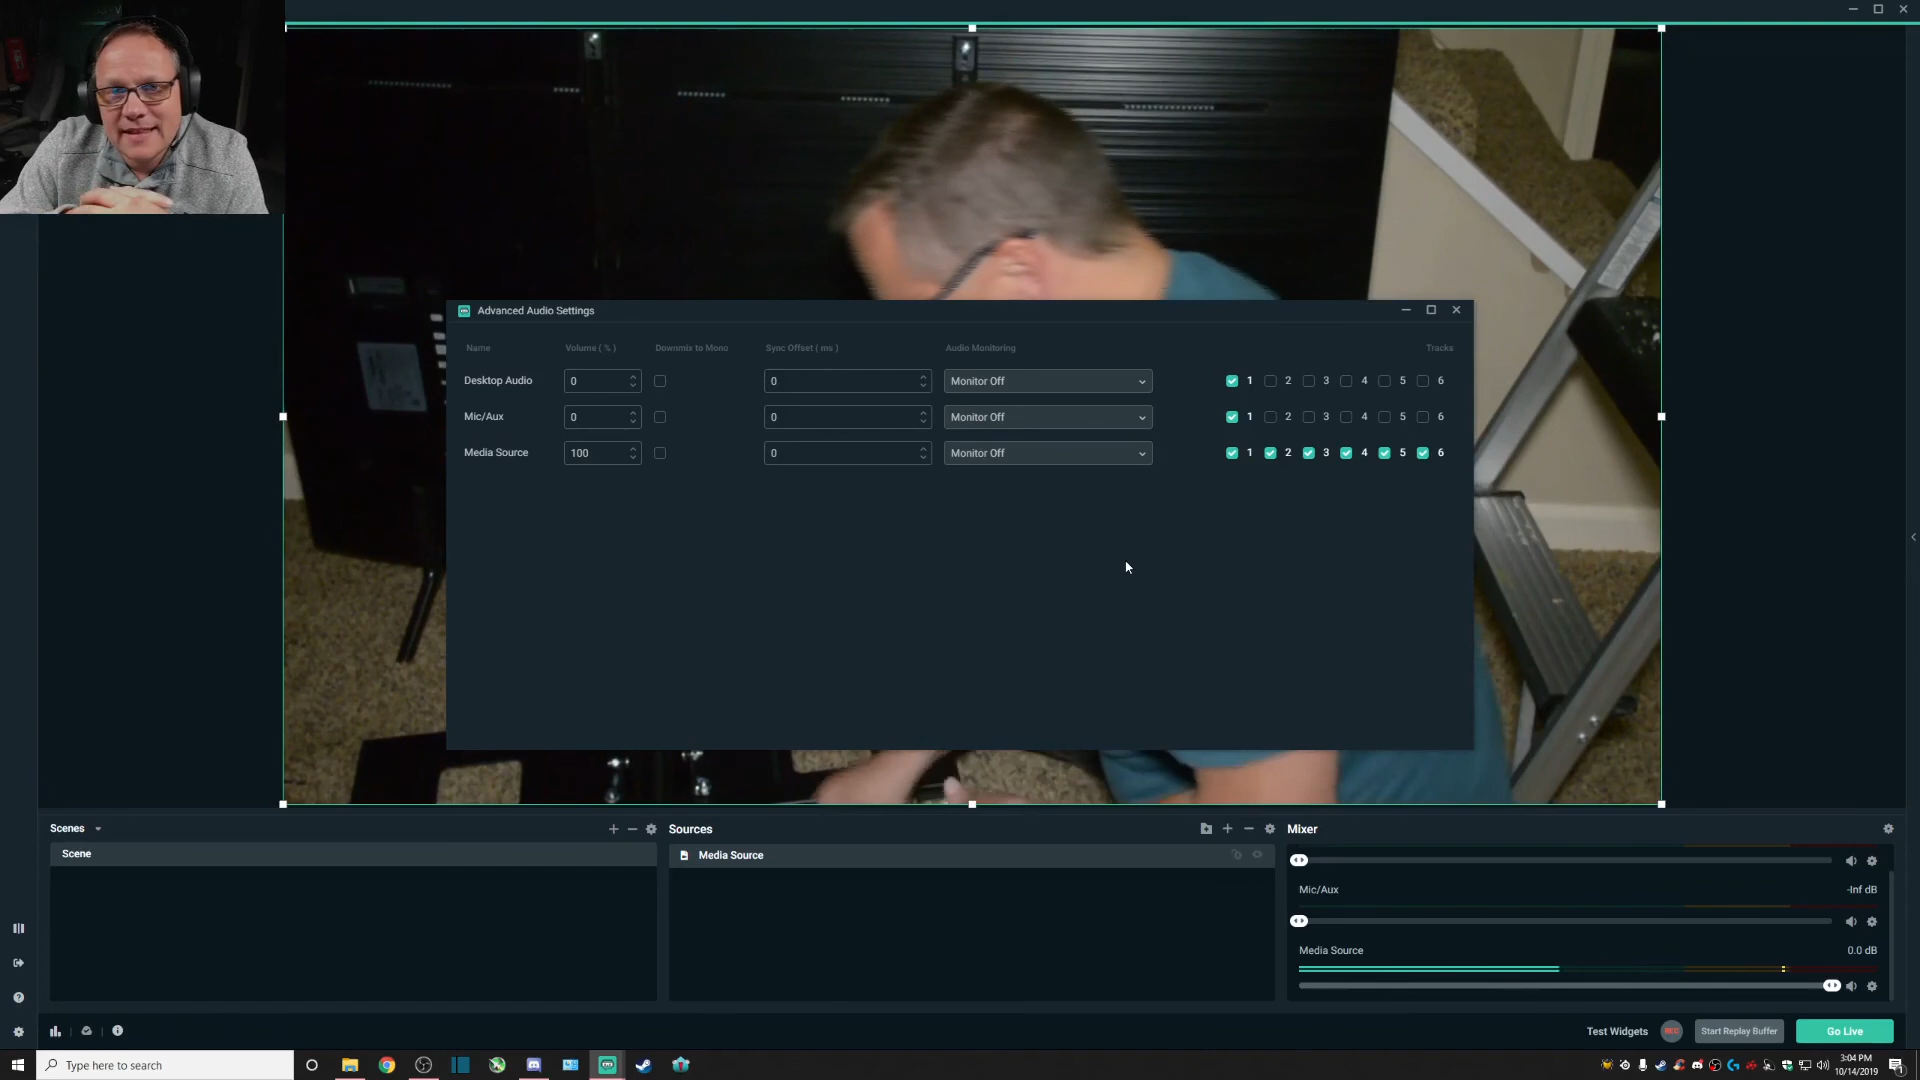 Advanced Audio Settings
Name Volume ( % ) Downmix to Mono Sync Offset ( ms ) Audio Monitoring Tracks
Desktop Audio 0 0 Monitor Off 1 2 3 4 5 6
Mic/Aux 0 0 Monitor Off 1 2 3 4 5 6
Media Source 100 0 Monitor Off 1 2 3 4 5 6
Scenes Sources Mixer
Scene
Media Source
Mic/Aux -Inf dB
Media Source 0.0 dB
Test Widgets REC Start Replay Buffer Go Live
Type here to search
3:04 PM
10/14/2019